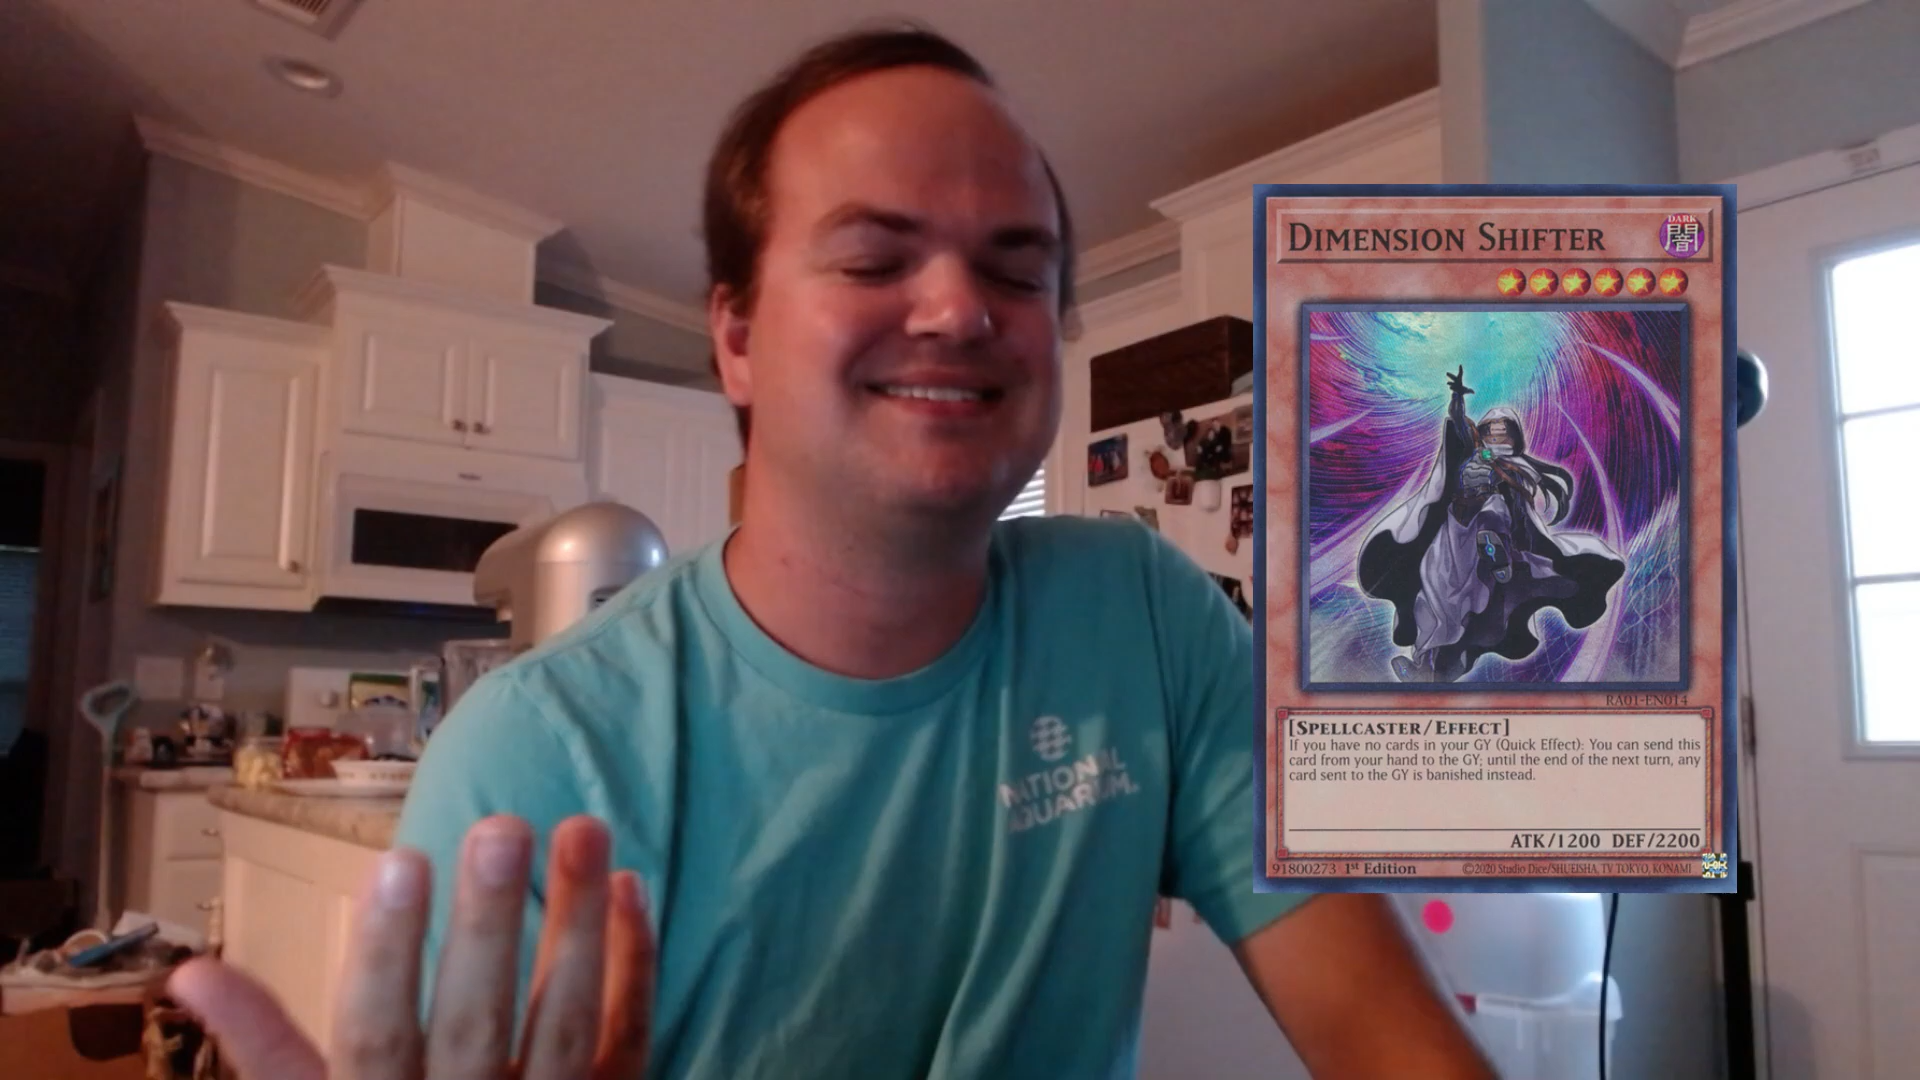 DIMENSION SHIFTER
DARK
闇
RA01-EN014
[SPELLCASTER/EFFECT]
If you have no cards in your GY (Quick Effect): You can send this
card from your hand to the GY; until the end of the next turn, any
card sent to the GY is banished instead.
ATK/1200 DEF/2200
91800273 1st Edition
©2020 Studio Dice/SHUEISHA, TV TOKYO, KONAMI
NATIONAL
AQUARIUM.